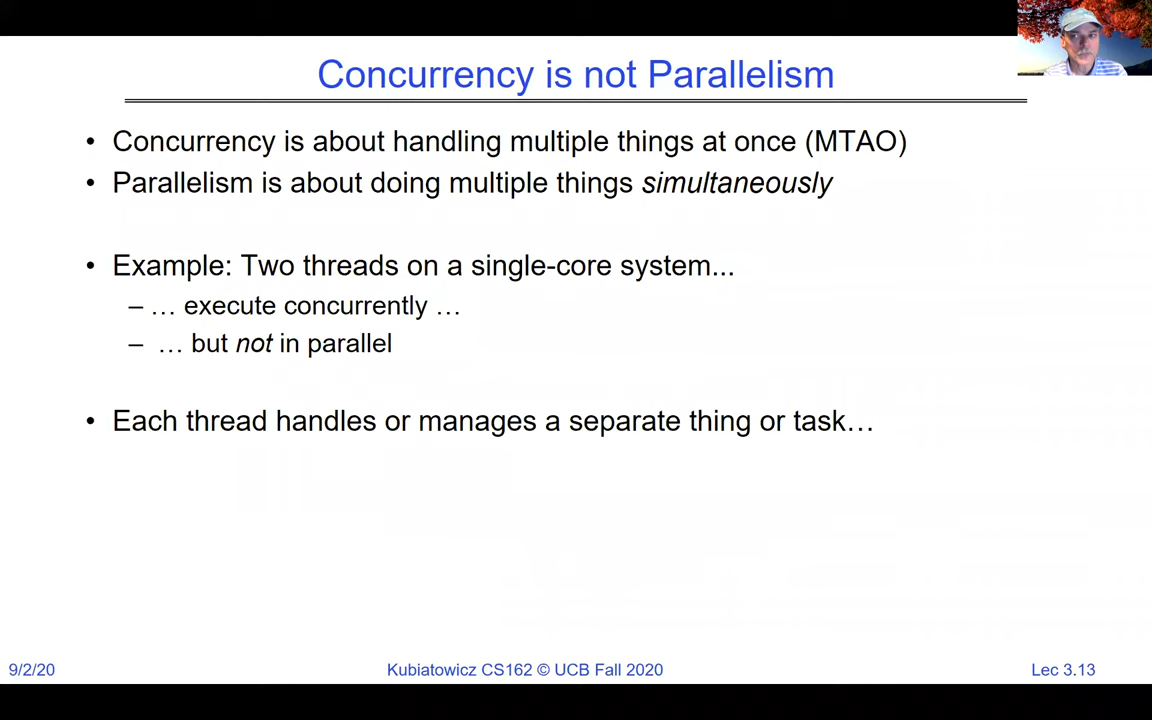 Concurrency is not Parallelism
• Concurrency is about handling multiple things at once (MTAO)
• Parallelism is about doing multiple things simultaneously
• Example: Two threads on a single-core system...
– … execute concurrently …
– … but not in parallel
• Each thread handles or manages a separate thing or task…
9/2/20
Kubiatowicz CS162 © UCB Fall 2020
Lec 3.13